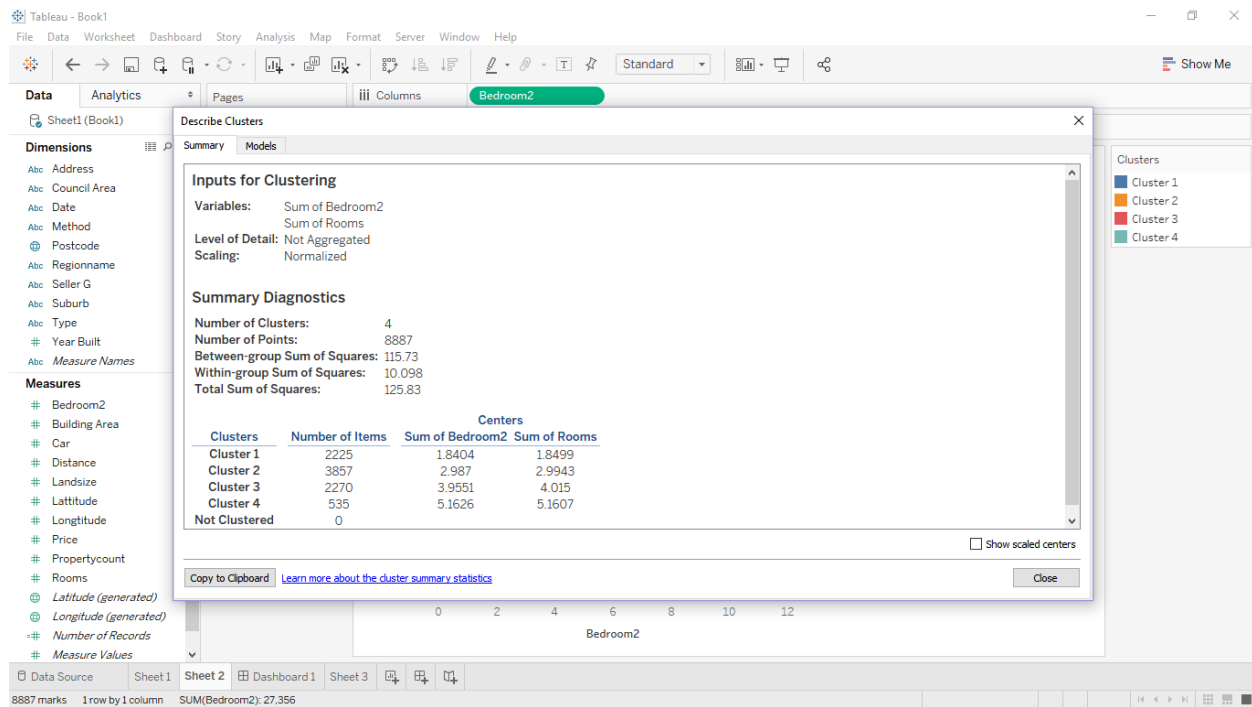 Tableau - Book1
File Data Worksheet Dashboard Story Analysis Map Format Server Window Help
Standard
Show Me
Data Analytics
Pages
Columns
Bedroom2
Sheet1 (Book1)
Dimensions
Abc Address
Abc Council Area
Abc Date
Abc Method
Postcode
Abc Regionname
Abc Seller G
Abc Suburb
Abc Type
# Year Built
Abc Measure Names
Measures
# Bedroom2
# Building Area
# Car
# Distance
# Landsize
# Lattitude
# Longtitude
# Price
# Propertycount
# Rooms
Latitude (generated)
Longitude (generated)
=# Number of Records
# Measure Values
Describe Clusters
Summary Models
Inputs for Clustering
Variables: Sum of Bedroom2
Sum of Rooms
Level of Detail: Not Aggregated
Scaling: Normalized
Summary Diagnostics
Number of Clusters: 4
Number of Points: 8887
Between-group Sum of Squares: 115.73
Within-group Sum of Squares: 10.098
Total Sum of Squares: 125.83
Centers
Clusters Number of Items Sum of Bedroom2 Sum of Rooms
Cluster 1 2225 1.8404 1.8499
Cluster 2 3857 2.987 2.9943
Cluster 3 2270 3.9551 4.015
Cluster 4 535 5.1626 5.1607
Not Clustered 0
Show scaled centers
Copy to Clipboard Learn more about the cluster summary statistics Close
Clusters
Cluster 1
Cluster 2
Cluster 3
Cluster 4
0 2 4 6 8 10 12
Bedroom2
Data Source Sheet 1 Sheet 2 Dashboard 1 Sheet 3
8887 marks 1 row by 1 column SUM(Bedroom2): 27,356